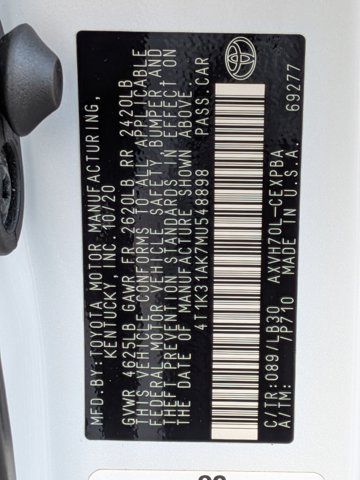 MFD.BY:TOYOTA MOTOR MANUFACTURING,
KENTUCKY, INC. 10/20
GVWR 4625LB GAWR FR 2620LB RR 2420LB
THIS VEHICLE CONFORMS TO ALL APPLICABLE
FEDERAL MOTOR VEHICLE SAFETY, BUMPER AND
THEFT PREVENTION STANDARDS IN EFFECT ON
THE DATE OF MANUFACTURE SHOWN ABOVE.
4T1K31AK7MU548898 PASS.CAR
C/TR:089/LB30 AXVH70L-CEXPBA
A/TM: 7P710 MADE IN U.S.A. 69277